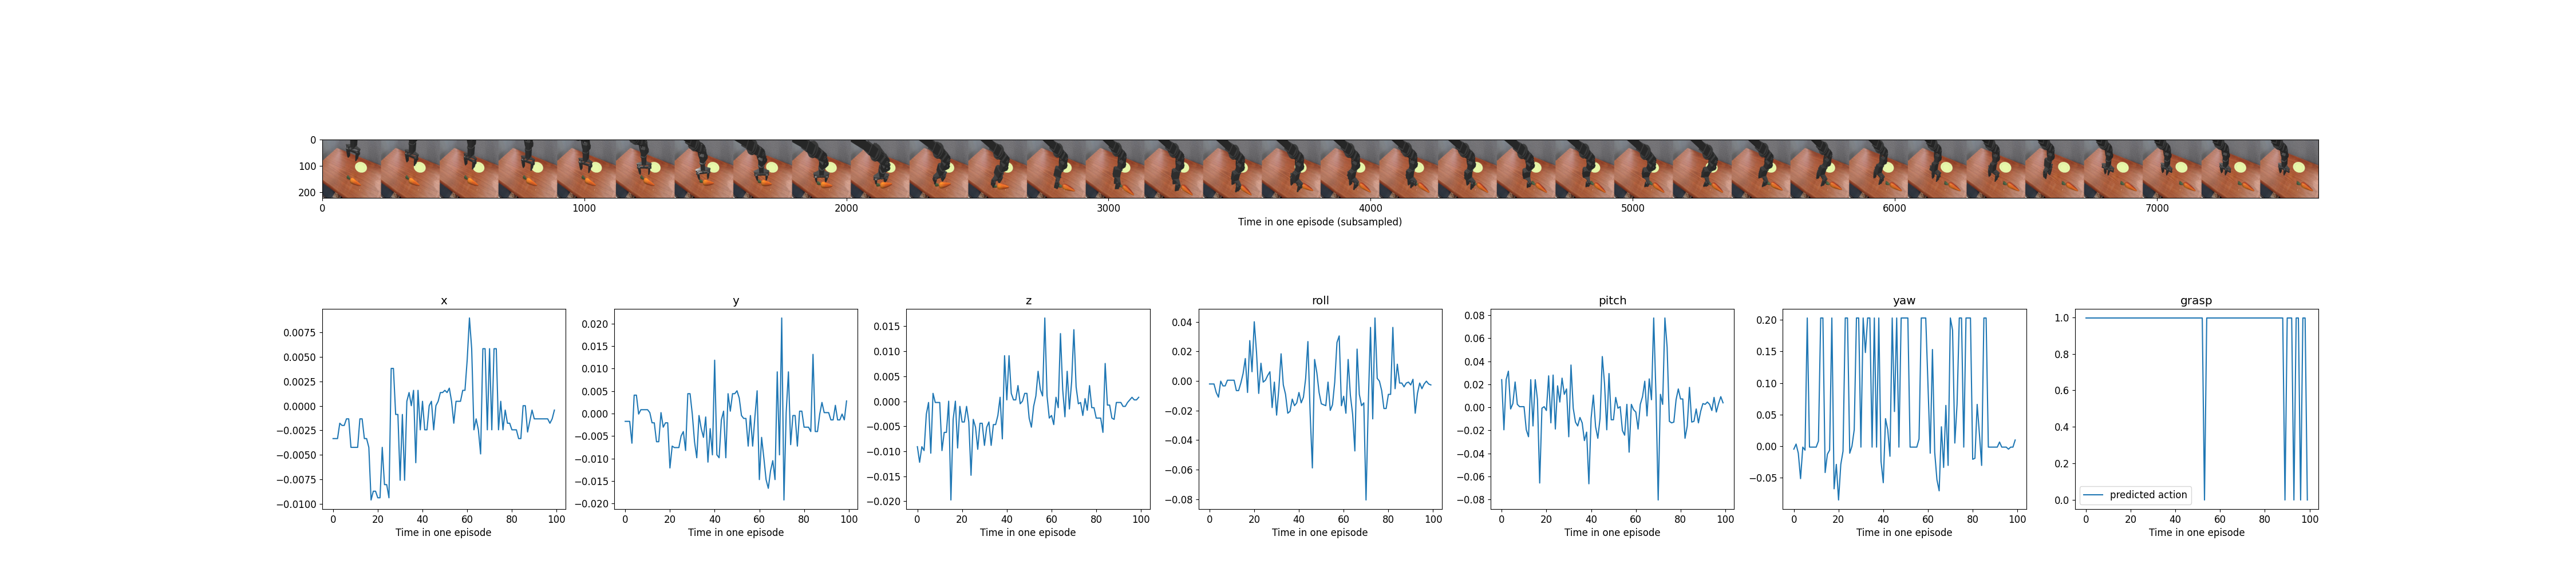 0
100
200
0 1000 2000 3000 4000 5000 6000 7000
Time in one episode (subsampled)
x
0.0075
0.0050
0.0025
0.0000
−0.0025
−0.0050
−0.0075
−0.0100
0 20 40 60 80 100
Time in one episode
y
0.020
0.015
0.010
0.005
0.000
−0.005
−0.010
−0.015
−0.020
0 20 40 60 80 100
Time in one episode
z
0.015
0.010
0.005
0.000
−0.005
−0.010
−0.015
−0.020
0 20 40 60 80 100
Time in one episode
roll
0.04
0.02
0.00
−0.02
−0.04
−0.06
−0.08
0 20 40 60 80 100
Time in one episode
pitch
0.08
0.06
0.04
0.02
0.00
−0.02
−0.04
−0.06
−0.08
0 20 40 60 80 100
Time in one episode
yaw
0.20
0.15
0.10
0.05
0.00
−0.05
0 20 40 60 80 100
Time in one episode
grasp
1.0
0.8
0.6
0.4
0.2
0.0
predicted action
0 20 40 60 80 100
Time in one episode